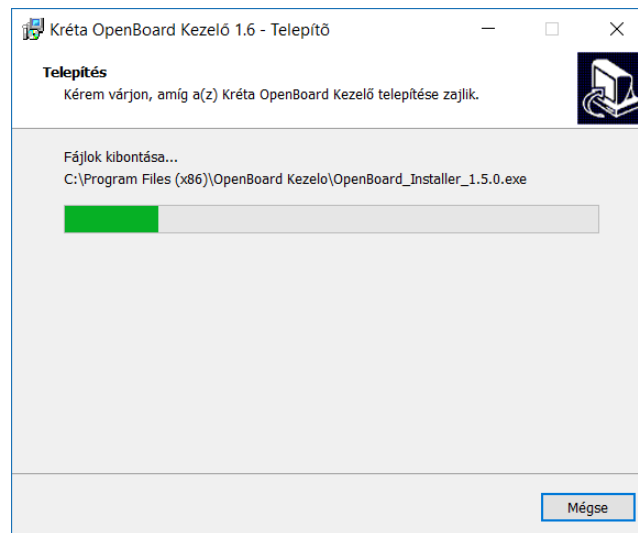 Kréta OpenBoard Kezelő 1.6 - Telepítõ
Telepítés
Kérem várjon, amíg a(z) Kréta OpenBoard Kezelő telepítése zajlik.
Fájlok kibontása...
C:\Program Files (x86)\OpenBoard Kezelo\OpenBoard_Installer_1.5.0.exe
Mégse